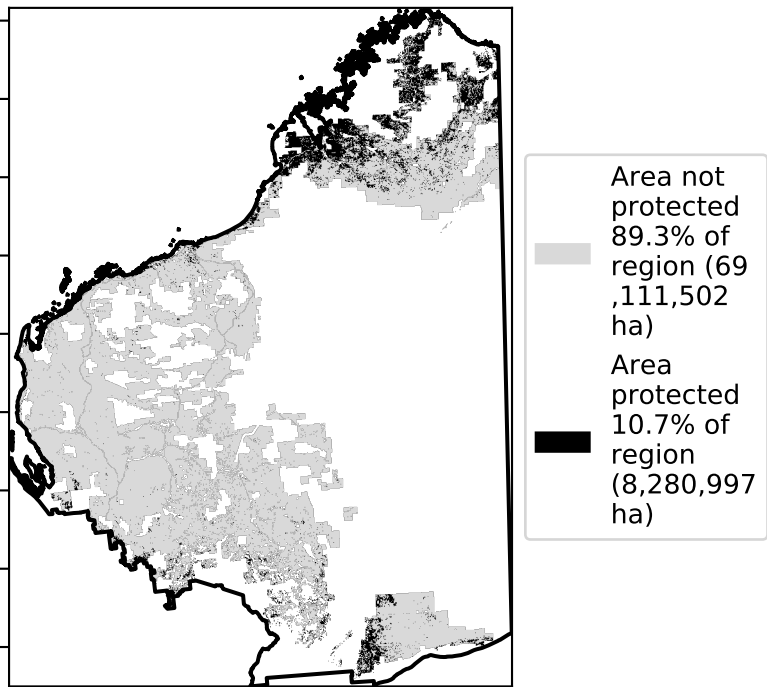 Area not
protected
89.3% of
region (69
,111,502
ha)
Area
protected
10.7% of
region
(8,280,997
ha)